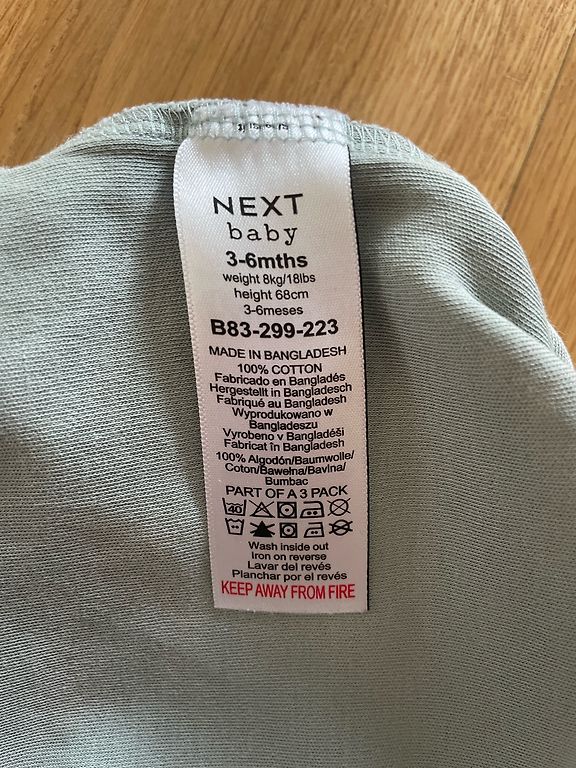 NEXT
baby
3-6mths
weight 8kg/18lbs
height 68cm
3-6meses
B83-299-223
MADE IN BANGLADESH
100% COTTON
Fabricado en Bangladés
Hergestellt in Bangladesch
Fabriqué au Bangladesh
Wyprodukowano w
Bangladeszu
Vyrobeno v Bangladéši
Fabricat în Bangladesh
100% Algodón/Baumwolle/
Coton/Bawełna/Bavlna/
Bumbac
PART OF A 3 PACK
40
Wash inside out
Iron on reverse
Lavar del revés
Planchar por el revés
KEEP AWAY FROM FIRE